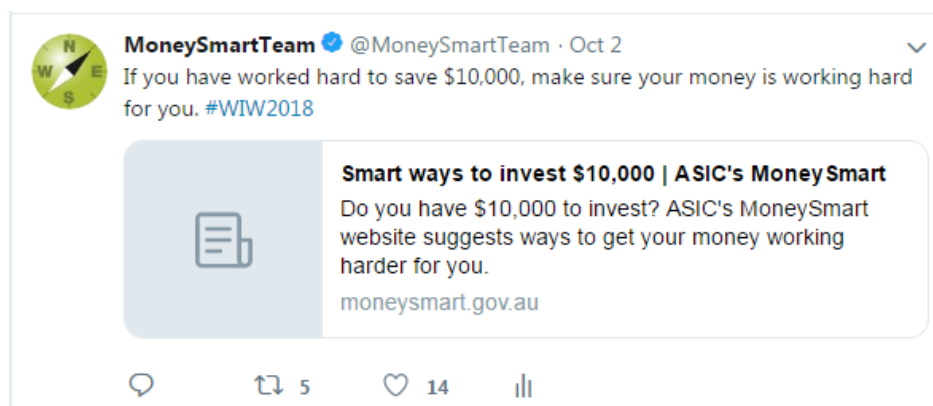 N
W E
S
MoneySmartTeam @MoneySmartTeam · Oct 2
If you have worked hard to save $10,000, make sure your money is working hard
for you. #WIW2018
Smart ways to invest $10,000 | ASIC's MoneySmart
Do you have $10,000 to invest? ASIC's MoneySmart
website suggests ways to get your money working
harder for you.
moneysmart.gov.au
5 14